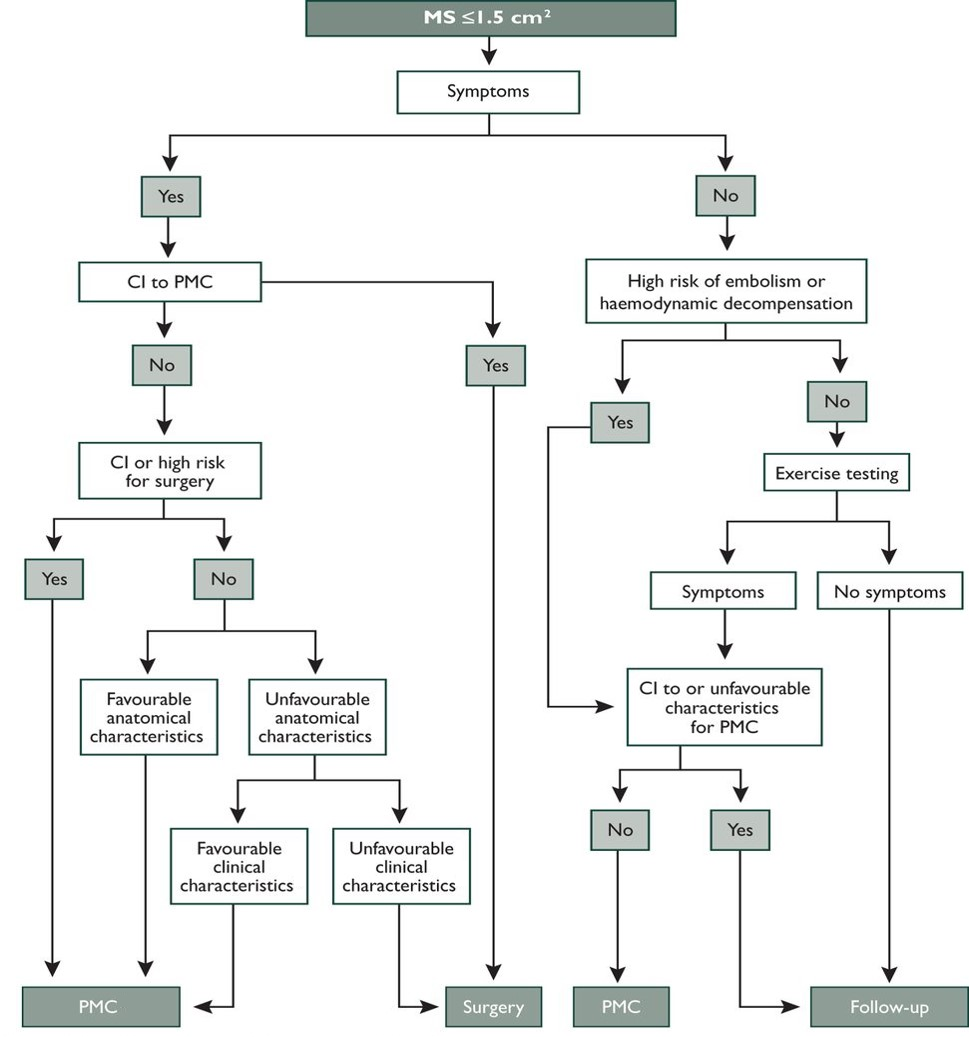 MS ≤1.5 cm²
Symptoms
Yes
No
CI to PMC
High risk of embolism or
haemodynamic decompensation
No
Yes
Yes
No
CI or high risk
for surgery
Exercise testing
Yes
No
Symptoms
No symptoms
Favourable
anatomical
characteristics
Unfavourable
anatomical
characteristics
CI to or unfavourable
characteristics
for PMC
Favourable
clinical
characteristics
Unfavourable
clinical
characteristics
No
Yes
PMC
Surgery
PMC
Follow-up